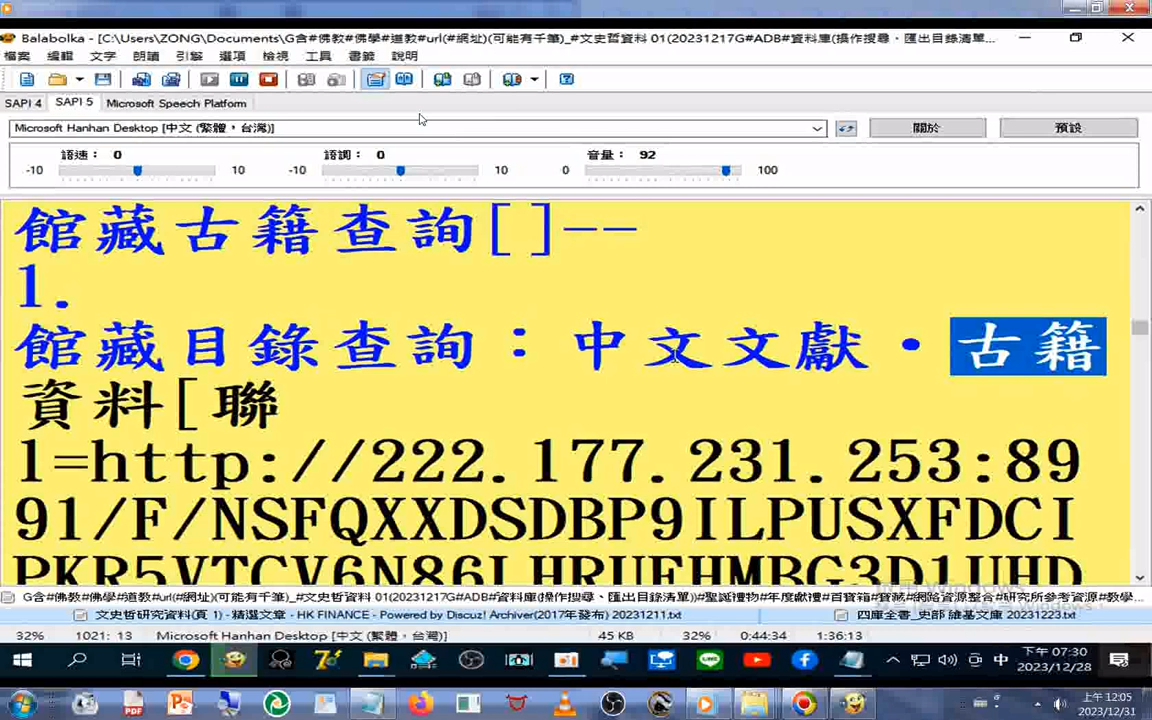 Balabolka - [C:\Users\ZONG\Documents\G含#佛教#佛學#道教#url(#網址)(可能有千筆)_#文史哲資料 01(20231217G#ADB#資料庫(操作搜尋、匯出目錄清單...
檔案 編輯 文字 朗讀 引擎 選項 檢視 工具 書籤 說明
SAPI 4 SAPI 5 Microsoft Speech Platform
Microsoft Hanhan Desktop [中文 (繁體，台灣)] 關於 預設
語速： 0 語調： 0 音量： 92
-10 10 -10 10 0 100
館藏古籍查詢[]--
1.
館藏目錄查詢：中文文獻·古籍
資料[聯
1=http://222.177.231.253:89
91/F/NSFQXXDSDBP9ILPUSXFDCI
PKR5VTCV6N86LHRUFHMBG3D1UHD
G含#佛教#佛學#道教#url(#網址)(可能有千筆)_#文史哲資料 01(20231217G#ADB#資料庫(操作搜尋、匯出目錄清單))#聖誕禮物#年度獻禮#百寶箱#寶藏#網路資源整合#研究所參考資源#教學...
文史哲研究資料(頁 1) - 精選文章 - HK FINANCE - Powered by Discuz! Archiver(2017年發布) 20231211.txt 四庫全書_史部 維基文庫 20231223.txt
32% 1021: 13 Microsoft Hanhan Desktop [中文 (繁體，台灣)] 45 KB 32% 0:44:34 1:36:13
中 下午 07:30
2023/12/28
上午 12:05
2023/12/31